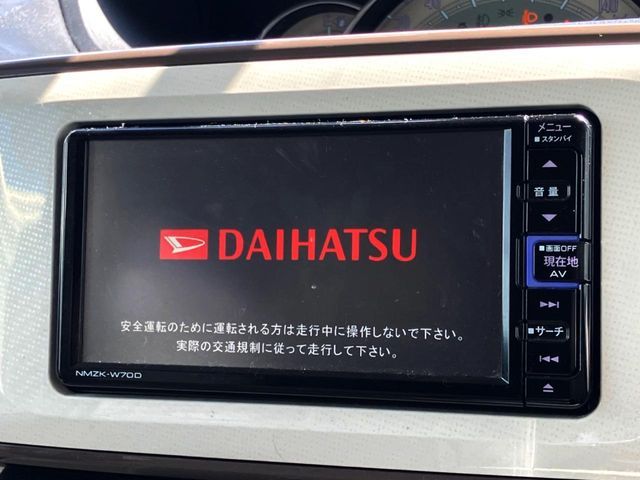 DAIHATSU
安全運転のために運転される方は走行中に操作しないで下さい。
実際の交通規制に従って走行して下さい。
NMZK-W70D
メニュー
■スタンバイ
音量
■画面OFF
現在地
AV
■サーチ